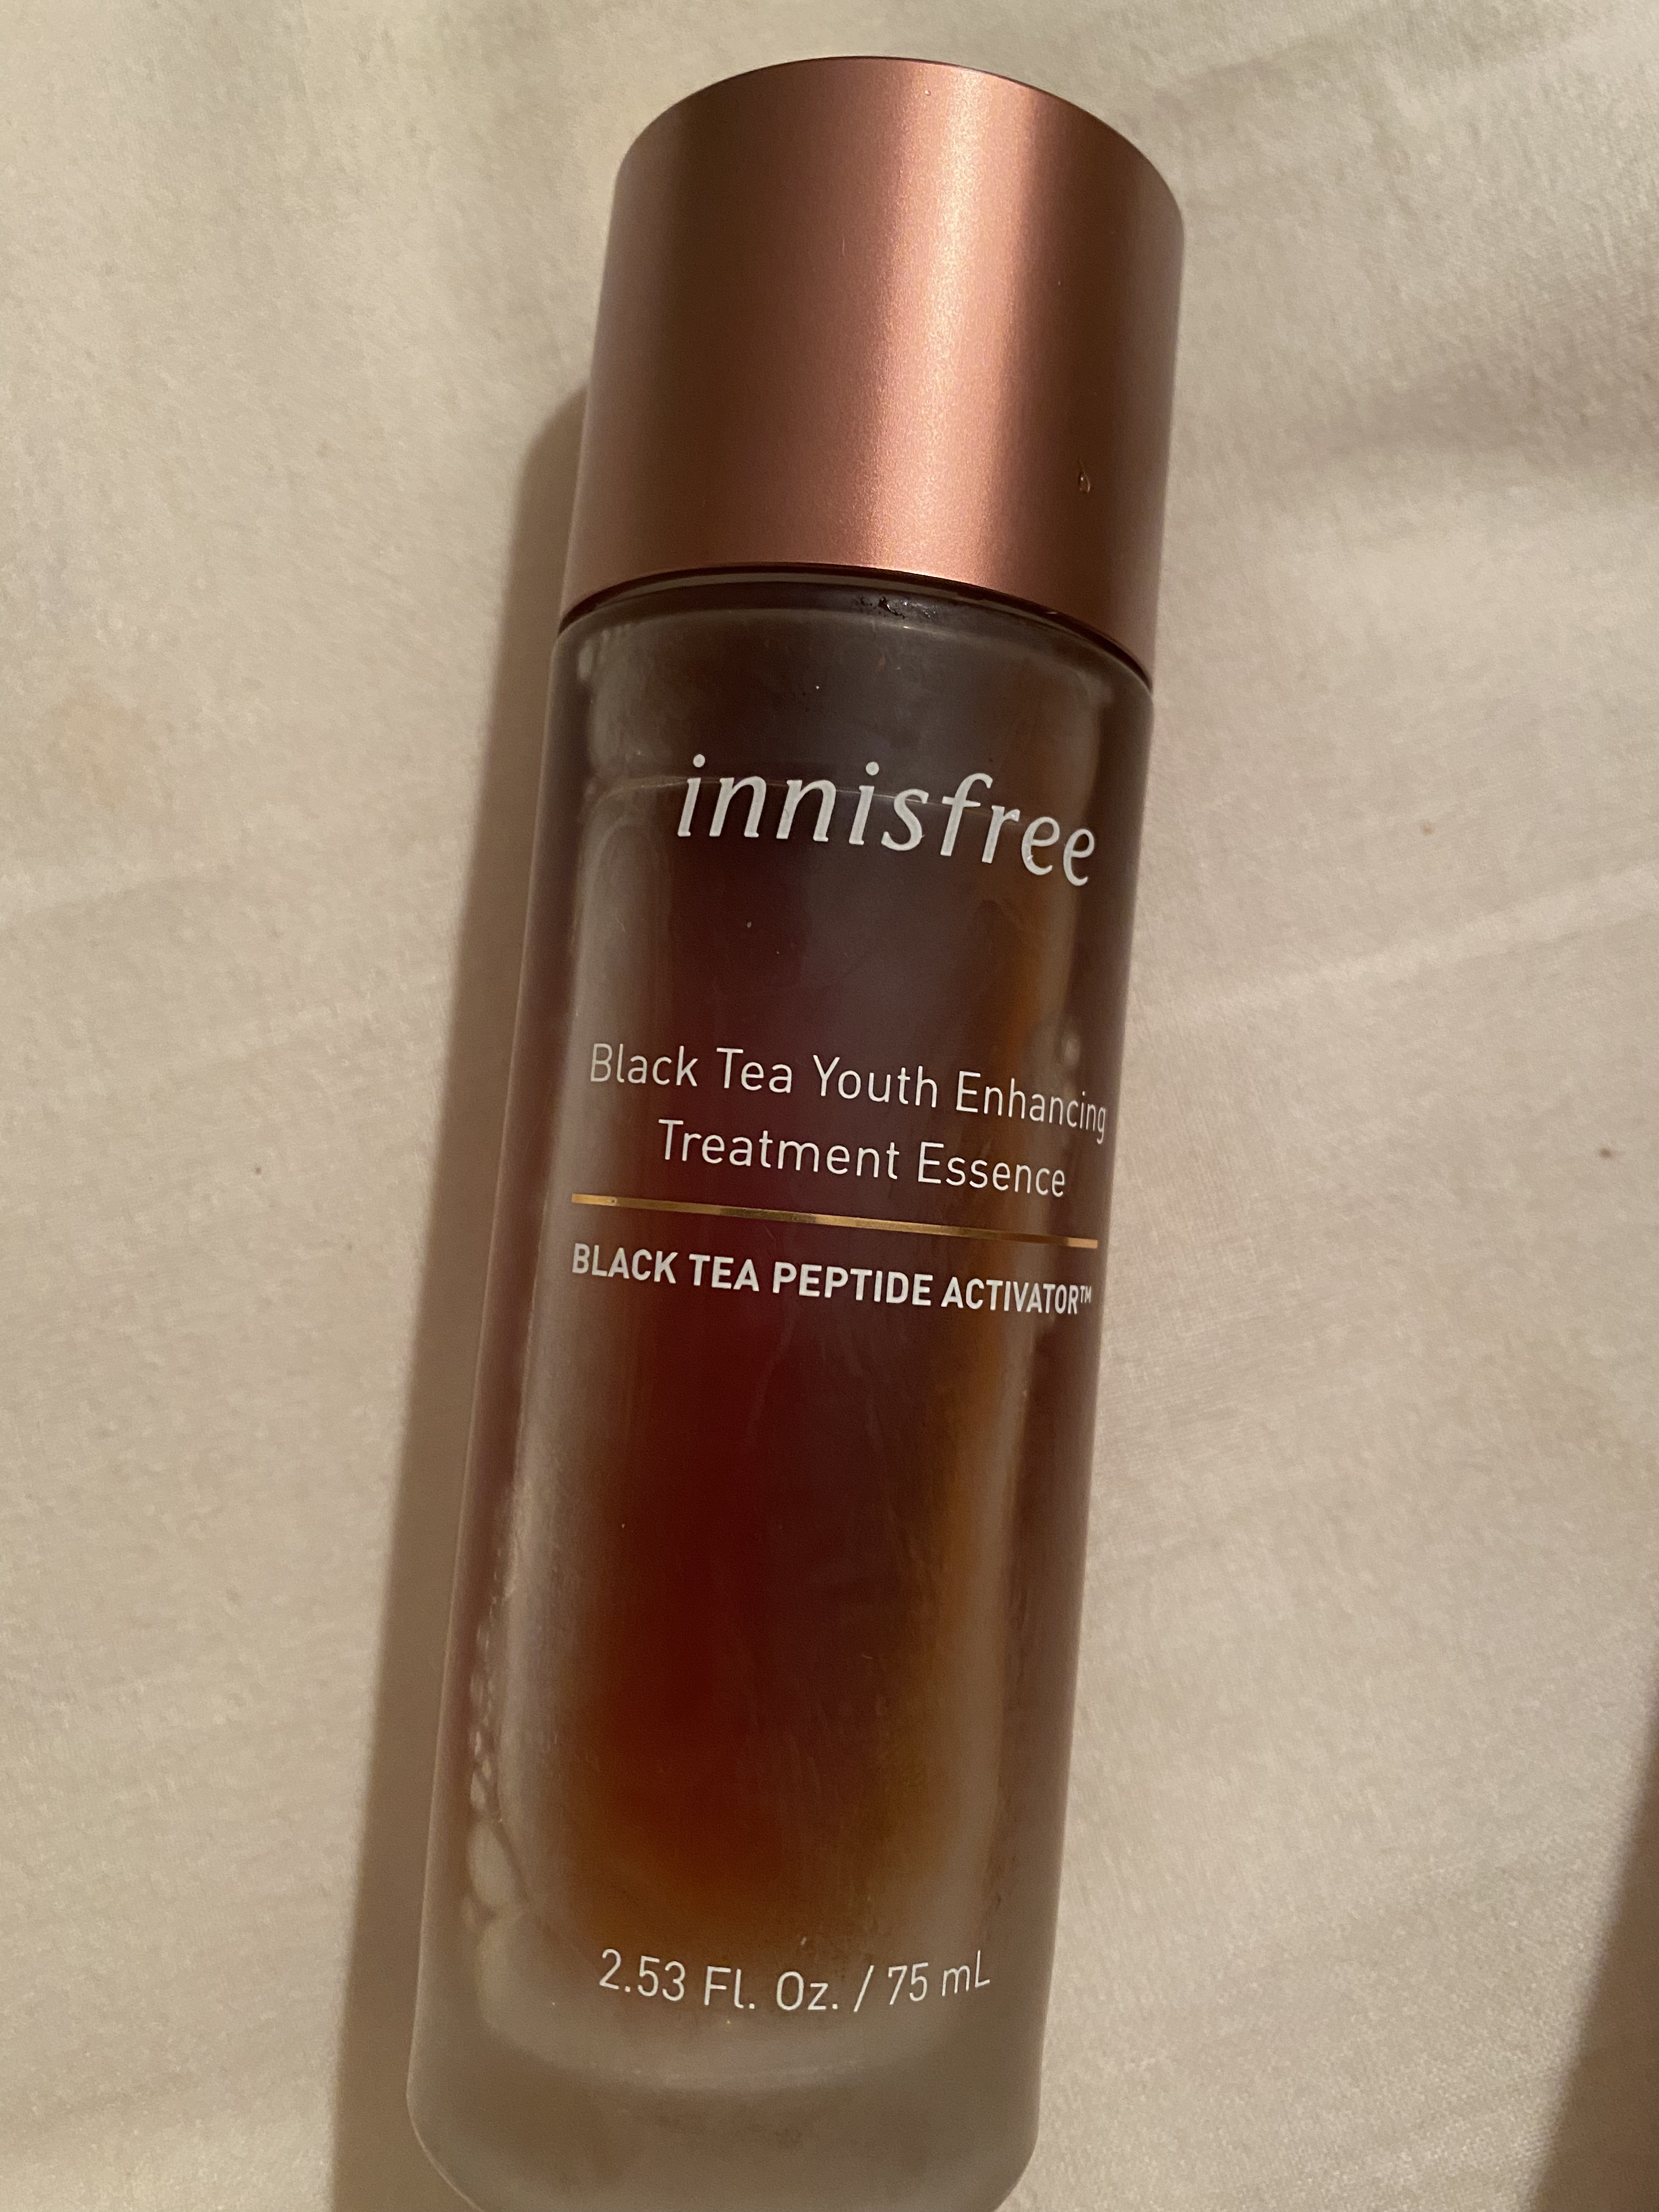 innisfree
Black Tea Youth Enhancing
Treatment Essence
BLACK TEA PEPTIDE ACTIVATOR™
2.53 Fl. Oz. / 75 mL